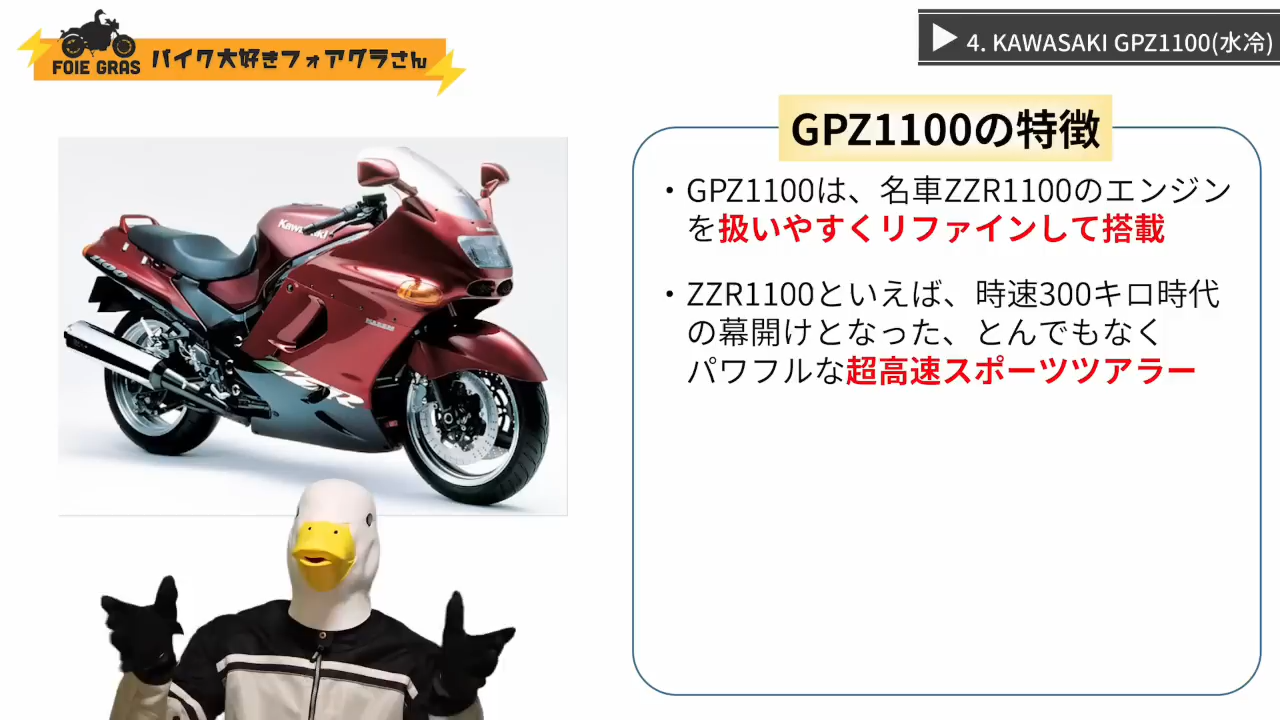 FOIE GRAS バイク大好きフォアグラさん
▶ 4. KAWASAKI GPZ1100(水冷)
GPZ1100の特徴
・GPZ1100は、名車ZZR1100のエンジン
を扱いやすくリファインして搭載
・ZZR1100といえば、時速300キロ時代
の幕開けとなった、とんでもなく
パワフルな超高速スポーツツアラー
Kawasaki
1100